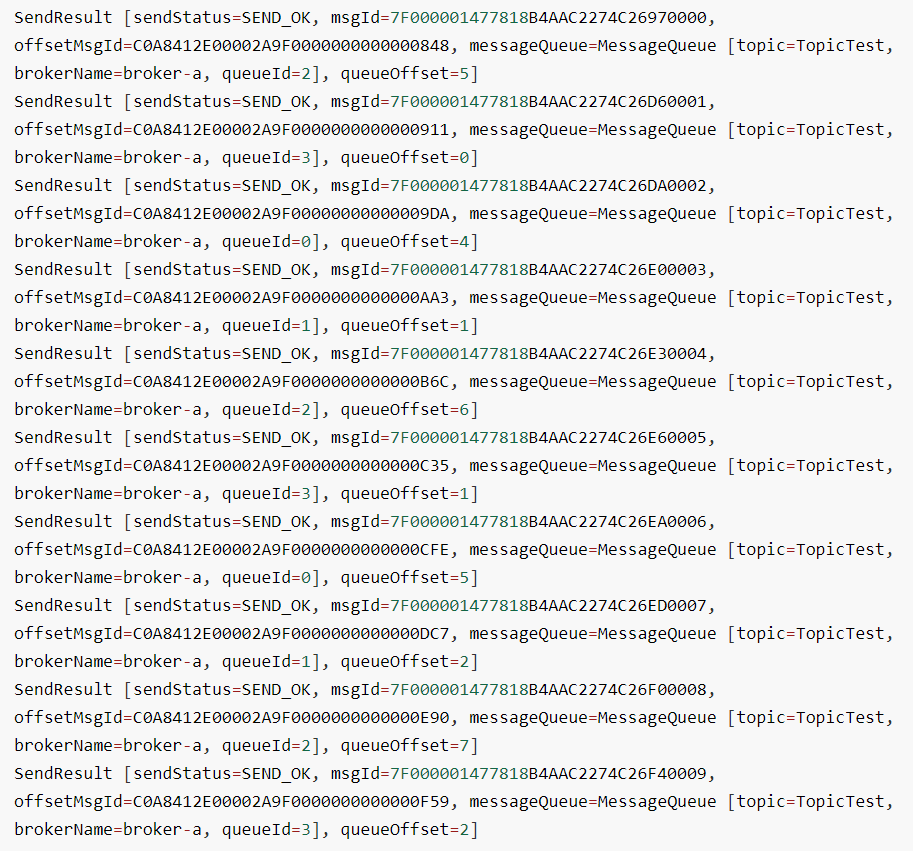 SendResult [sendStatus=SEND_OK, msgId=7F000001477818B4AAC2274C26970000,
offsetMsgId=C0A8412E00002A9F0000000000000848, messageQueue=MessageQueue [topic=TopicTest,
brokerName=broker-a, queueId=2], queueOffset=5]
SendResult [sendStatus=SEND_OK, msgId=7F000001477818B4AAC2274C26D60001,
offsetMsgId=C0A8412E00002A9F0000000000000911, messageQueue=MessageQueue [topic=TopicTest,
brokerName=broker-a, queueId=3], queueOffset=0]
SendResult [sendStatus=SEND_OK, msgId=7F000001477818B4AAC2274C26DA0002,
offsetMsgId=C0A8412E00002A9F00000000000009DA, messageQueue=MessageQueue [topic=TopicTest,
brokerName=broker-a, queueId=0], queueOffset=4]
SendResult [sendStatus=SEND_OK, msgId=7F000001477818B4AAC2274C26E00003,
offsetMsgId=C0A8412E00002A9F0000000000000AA3, messageQueue=MessageQueue [topic=TopicTest,
brokerName=broker-a, queueId=1], queueOffset=1]
SendResult [sendStatus=SEND_OK, msgId=7F000001477818B4AAC2274C26E30004,
offsetMsgId=C0A8412E00002A9F0000000000000B6C, messageQueue=MessageQueue [topic=TopicTest,
brokerName=broker-a, queueId=2], queueOffset=6]
SendResult [sendStatus=SEND_OK, msgId=7F000001477818B4AAC2274C26E60005,
offsetMsgId=C0A8412E00002A9F0000000000000C35, messageQueue=MessageQueue [topic=TopicTest,
brokerName=broker-a, queueId=3], queueOffset=1]
SendResult [sendStatus=SEND_OK, msgId=7F000001477818B4AAC2274C26EA0006,
offsetMsgId=C0A8412E00002A9F0000000000000CFE, messageQueue=MessageQueue [topic=TopicTest,
brokerName=broker-a, queueId=0], queueOffset=5]
SendResult [sendStatus=SEND_OK, msgId=7F000001477818B4AAC2274C26ED0007,
offsetMsgId=C0A8412E00002A9F0000000000000DC7, messageQueue=MessageQueue [topic=TopicTest,
brokerName=broker-a, queueId=1], queueOffset=2]
SendResult [sendStatus=SEND_OK, msgId=7F000001477818B4AAC2274C26F00008,
offsetMsgId=C0A8412E00002A9F0000000000000E90, messageQueue=MessageQueue [topic=TopicTest,
brokerName=broker-a, queueId=2], queueOffset=7]
SendResult [sendStatus=SEND_OK, msgId=7F000001477818B4AAC2274C26F40009,
offsetMsgId=C0A8412E00002A9F0000000000000F59, messageQueue=MessageQueue [topic=TopicTest,
brokerName=broker-a, queueId=3], queueOffset=2]